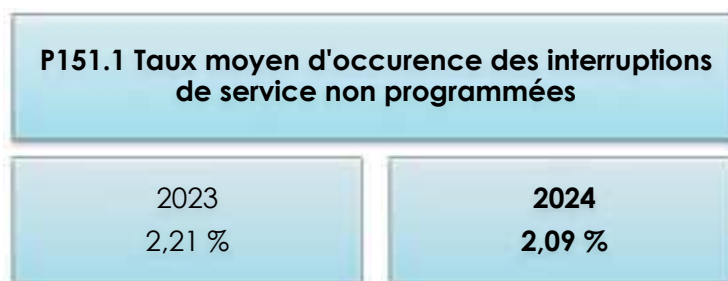 P151.1 Taux moyen d'occurence des interruptions
de service non programmées
2023
2,21 %
2024
2,09 %